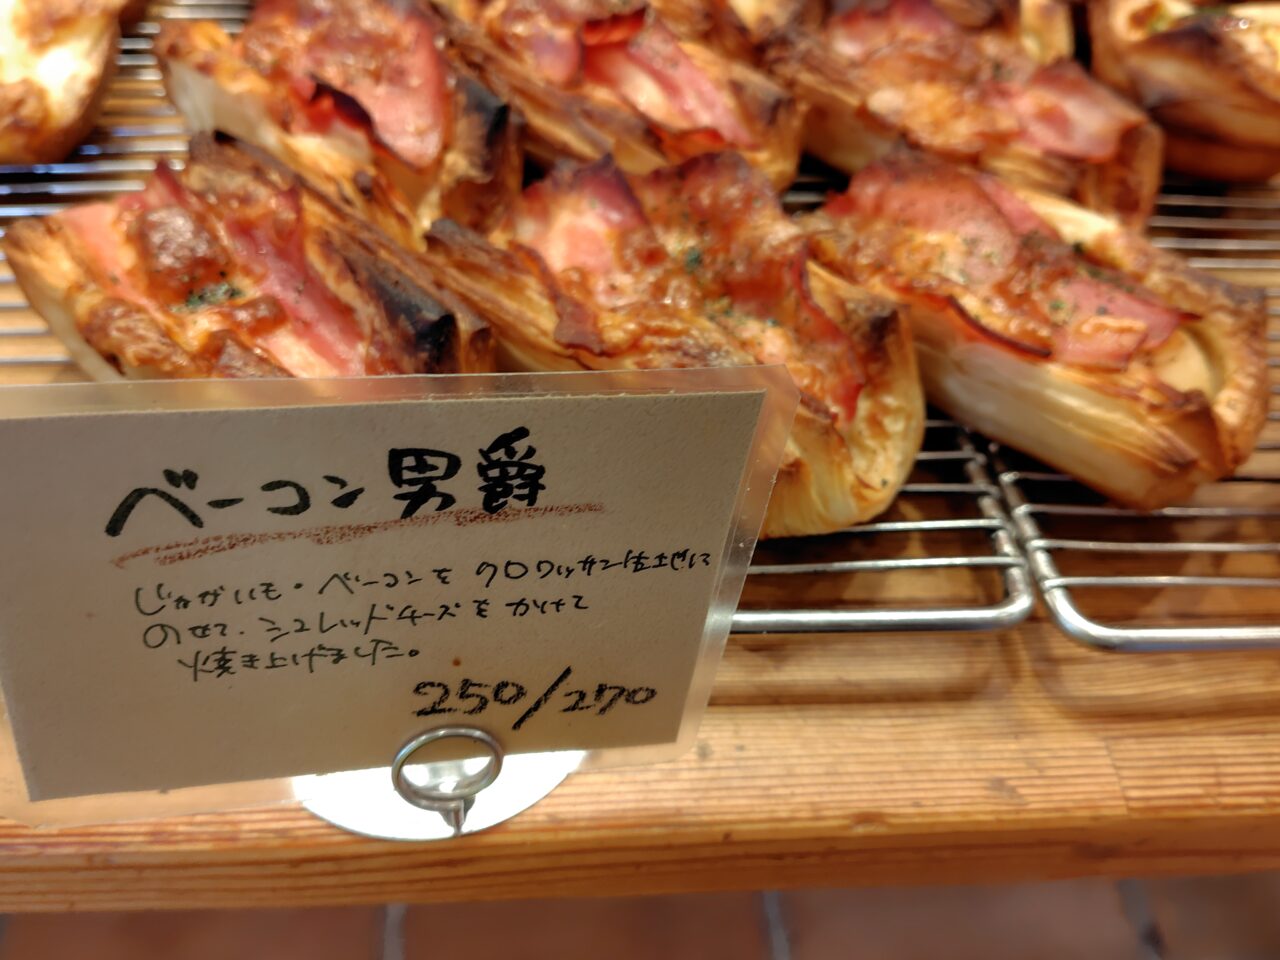 ベーコン男爵
じゃがいも・ベーコンを クロワッサン生地に
のせて、シュレッドチーズを かけて
焼き上げました。
250/270